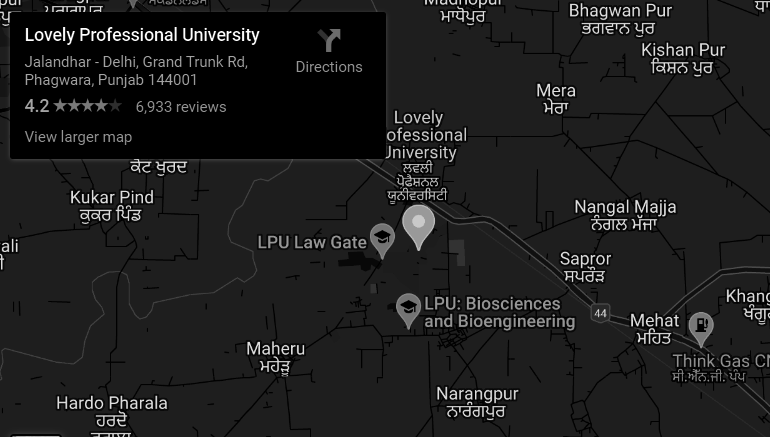 Lovely Professional University
Jalandhar - Delhi, Grand Trunk Rd,
Phagwara, Punjab 144001
4.2 6,933 reviews
View larger map
Directions
Bhagwan Pur
ਭਗਵਾਨ ਪੁਰ
Kishan Pur
ਕਿਸ਼ਨ ਪੁਰ
ਮਾਧੋਪੁਰ
Mera
ਮੇਰਾ
Lovely
Professional
University
ਲਵਲੀ
ਪੋਫੈਸ਼ਨਲ
ਯੂਨੀਵਰਸਿਟੀ
ਕੋਟ ਖੁਰਦ
Kukar Pind
ਕੁਕਰ ਪਿੰਡ
Nangal Majja
ਨੰਗਲ ਮੱਜਾ
LPU Law Gate
Sapror
ਸਪਰੌੜ
LPU: Biosciences
and Bioengineering
44
Mehat
ਮਹਿਤ
Think Gas
ਸੀ.ਐੱਨ.ਜੀ. ਪੰਪ
Maheru
ਮਹੇੜੂ
Narangpur
ਨਾਰੰਗਪੁਰ
Hardo Pharala
ਹਰਦੋ